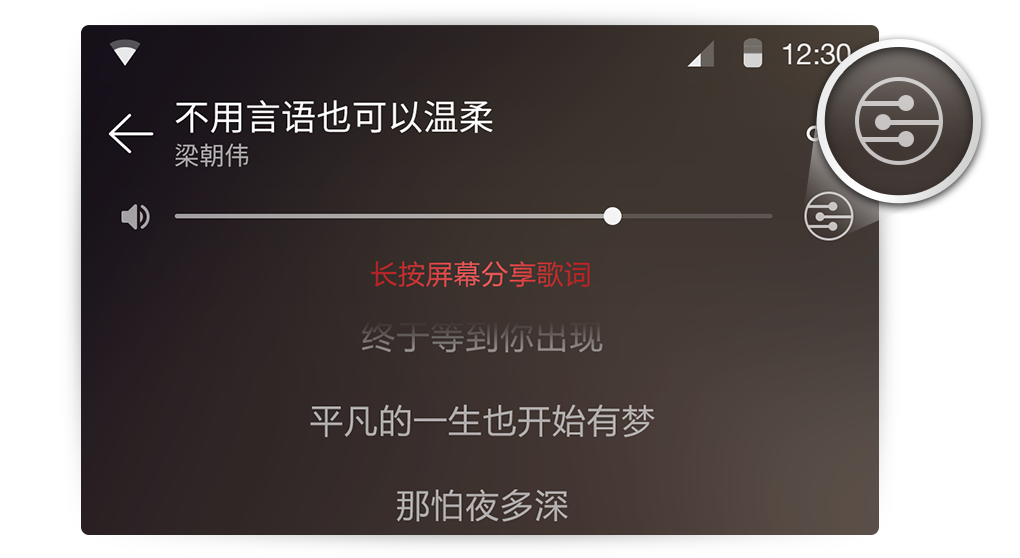 12:30
不用言语也可以温柔
梁朝伟
长按屏幕分享歌词
终于等到你出现
平凡的一生也开始有梦
那怕夜多深